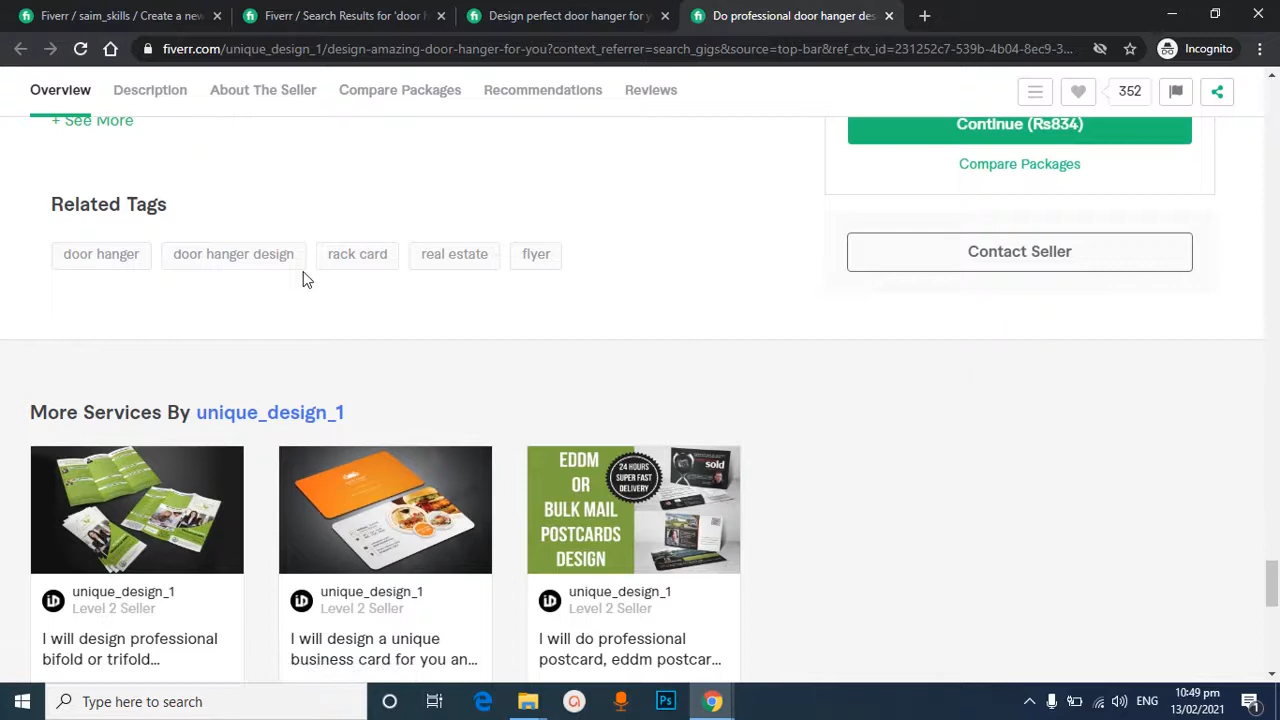 Fiverr / saim_skills / Create a new
Fiverr / Search Results for 'door h
Design perfect door hanger for y
Do professional door hanger des
fiverr.com/unique_design_1/design-amazing-door-hanger-for-you?context_referrer=search_gigs&source=top-bar&ref_ctx_id=231252c7-539b-4b04-8ec9-3...
Incognito
Overview
Description
About The Seller
Compare Packages
Recommendations
Reviews
352
+ See More
Continue (Rs834)
Compare Packages
Related Tags
door hanger
door hanger design
rack card
real estate
flyer
Contact Seller
More Services By unique_design_1
EDDM
OR
BULK MAIL
POSTCARDS
DESIGN
24 HOURS
SUPER FAST
DELIVERY
sold
unique_design_1
Level 2 Seller
I will design professional
bifold or trifold...
unique_design_1
Level 2 Seller
I will design a unique
business card for you an...
unique_design_1
Level 2 Seller
I will do professional
postcard, eddm postcar...
Type here to search
Ps
ENG
10:49 pm
13/02/2021
1